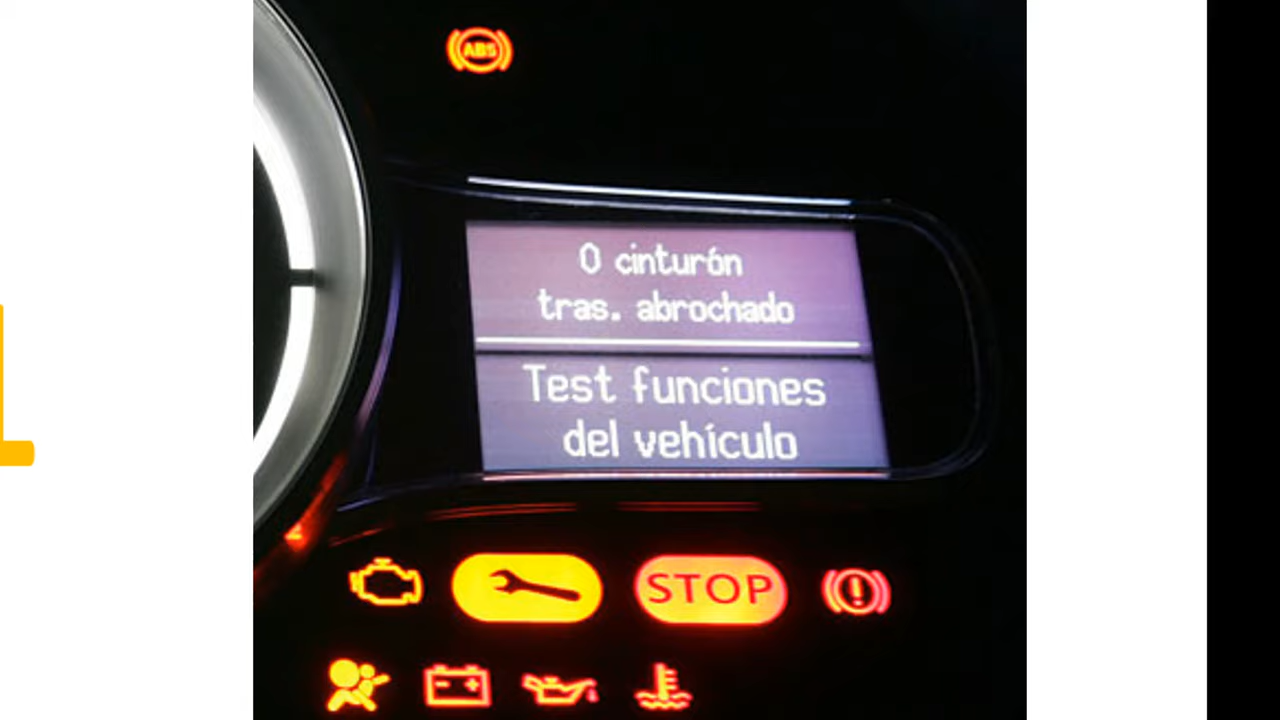 ABS
0 cinturón
tras. abrochado
Test funciones
del vehículo
STOP